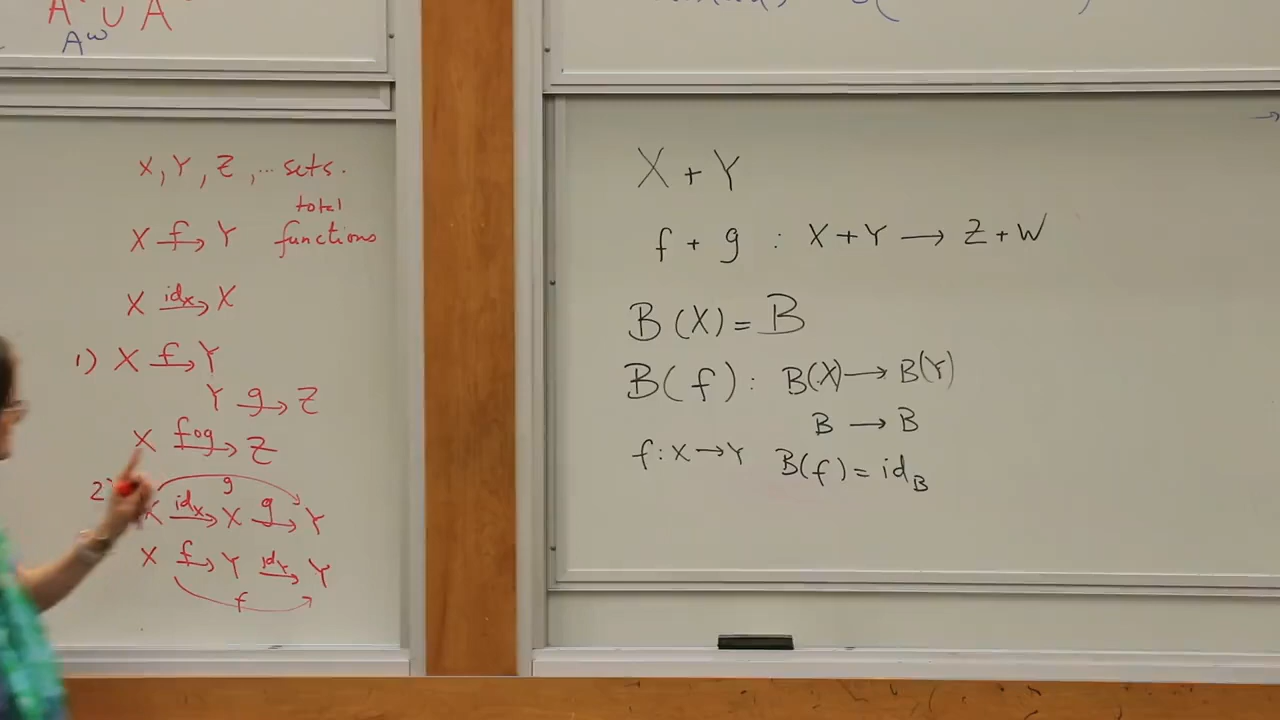 A ∪ A
A^ω
X, Y, Z, ... sets.
total
X -f-> Y functions
X -id_X-> X
1) X -f-> Y
Y -g-> Z
X -f∘g-> Z
g
2) X -id_X-> X -g-> Y
X -f-> Y -id_Y-> Y
f
X + Y
f + g : X + Y → Z + W
B(X) = B
B(f) : B(X) → B(Y)
B → B
f : X → Y B(f) = id_B